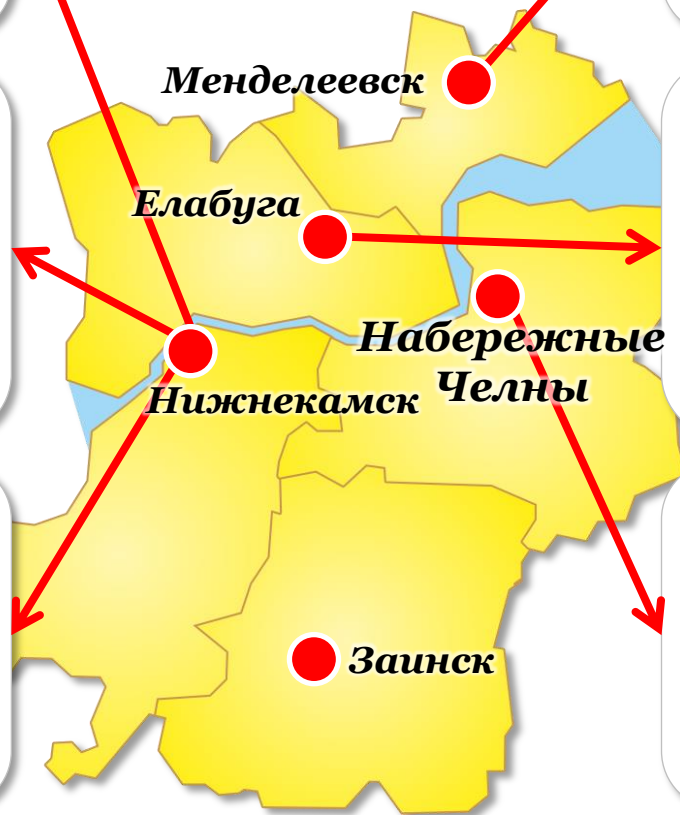 Менделеевск
Елабуга
Набережные
Челны
Нижнекамск
Заинск